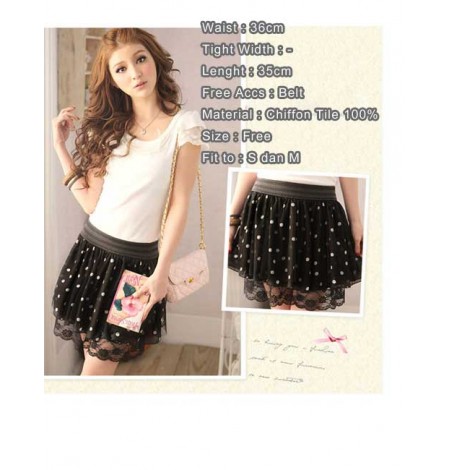 Waist : 36cm
Tight Width : -
Lenght : 35cm
Free Accs : Belt
Material : Chiffon Tile 100%
Size : Free
Fit to : S dan M